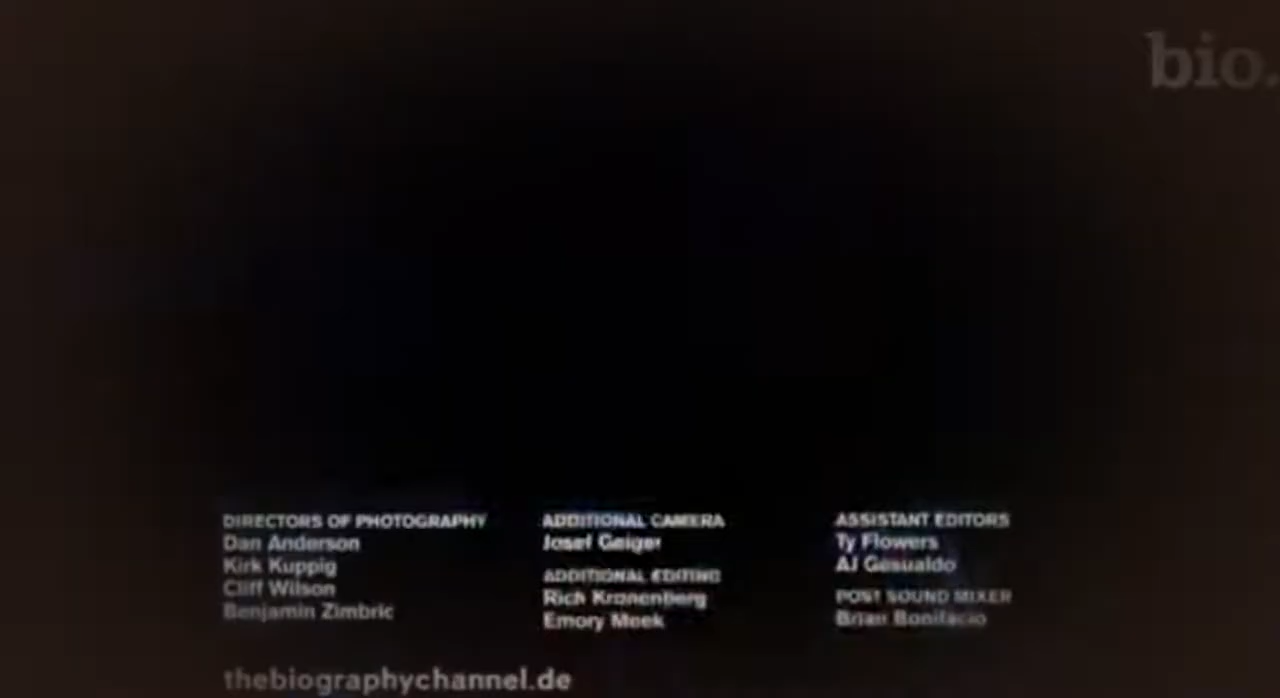 bio.
DIRECTORS OF PHOTOGRAPHY
Dan Anderson
Kirk Kuppig
Cliff Wilson
Benjamin Zimbric
ADDITIONAL CAMERA
Josef Geiger
ADDITIONAL EDITING
Rich Kronenberg
Emory Meek
ASSISTANT EDITORS
Ty Flowers
AJ Gesualdo
POST SOUND MIXER
Brian Bonifacio
thebiographychannel.de